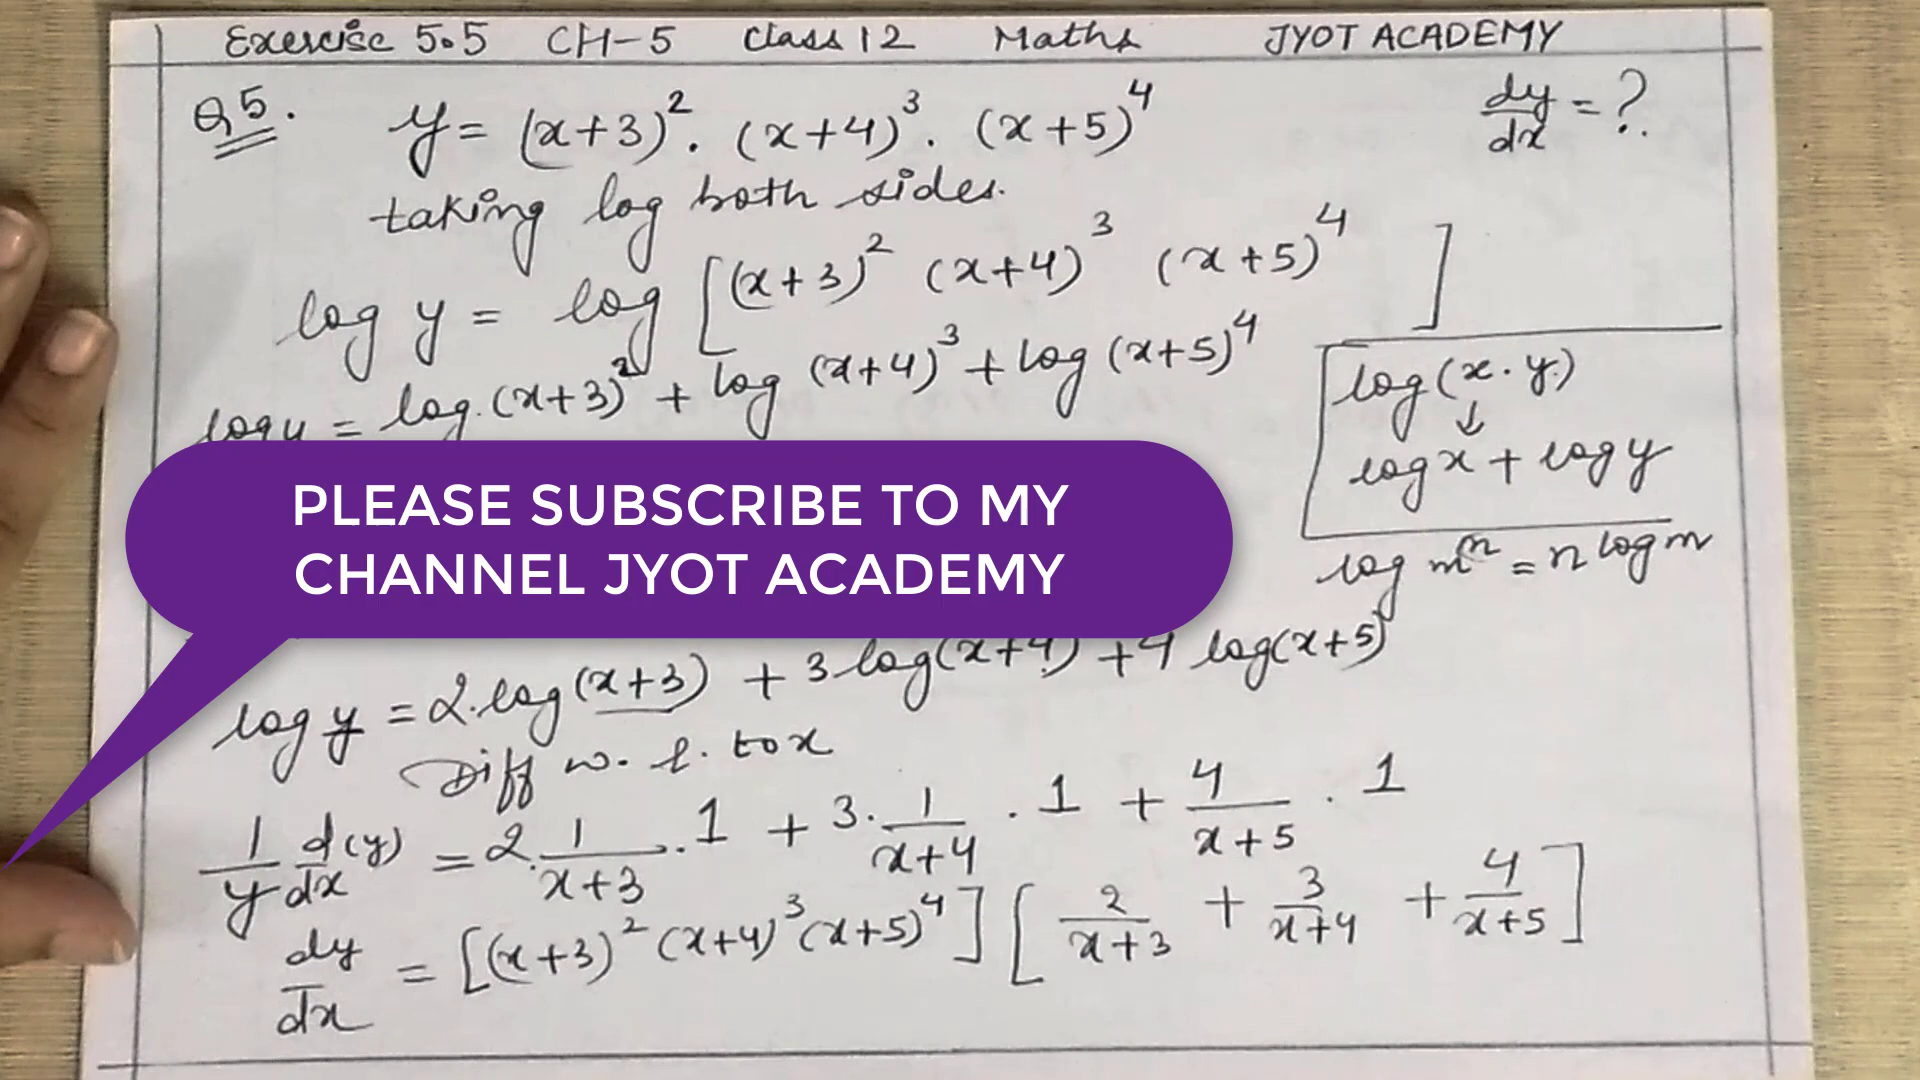 Exercise 5.5 CH-5 Class 12 Maths JYOT ACADEMY
Q5. y = (x+3)² . (x+4)³ . (x+5)⁴ dy/dx = ?
taking log both sides.
log y = log [(x+3)² (x+4)³ (x+5)⁴]
log y = log (x+3)² + log (x+4)³ + log (x+5)⁴
log(x.y)
↓
log x + log y
log mⁿ = n log m
PLEASE SUBSCRIBE TO MY
CHANNEL JYOT ACADEMY
log y = 2.log(x+3) + 3 log(x+4) + 4 log(x+5)
Diff w. r. to x
1/y d/dx (y) = 2. 1/(x+3) . 1 + 3. 1/(x+4) . 1 + 4/(x+5) . 1
dy/dx = [(x+3)² (x+4)³ (x+5)⁴] [2/(x+3) + 3/(x+4) + 4/(x+5)]